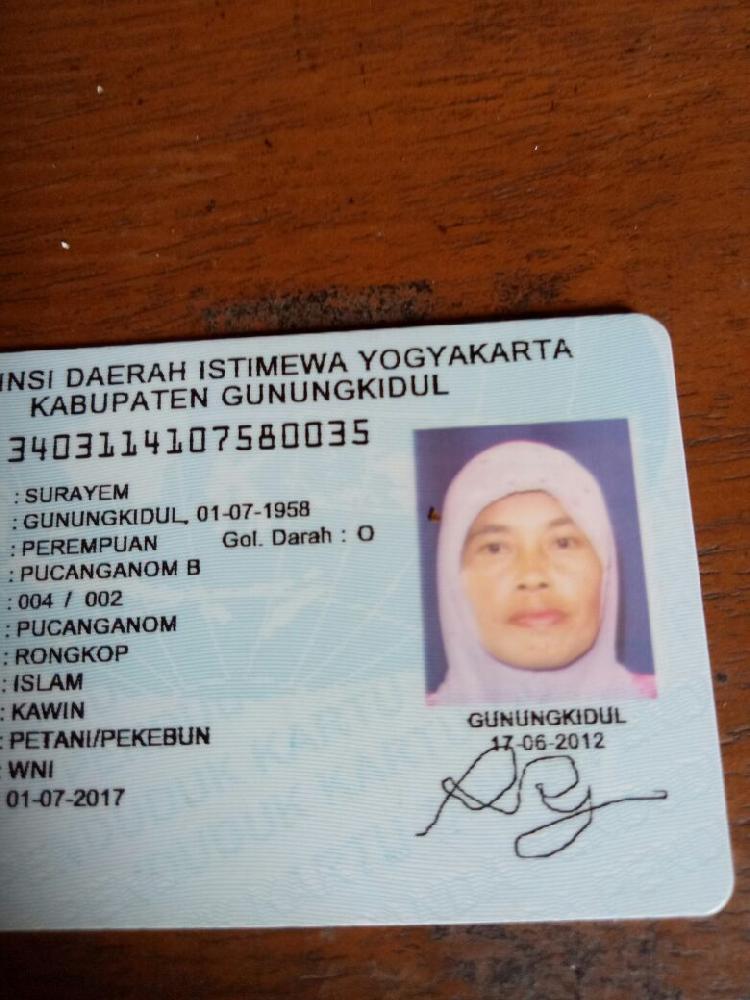 INSI DAERAH ISTIMEWA YOGYAKARTA
KABUPATEN GUNUNGKIDUL
3403114107580035
: SURAYEM
: GUNUNGKIDUL, 01-07-1958
: PEREMPUAN Gol. Darah : O
: PUCANGANOM B
: 004 / 002
: PUCANGANOM
: RONGKOP
: ISLAM
: KAWIN
: PETANI/PEKEBUN
: WNI
01-07-2017
GUNUNGKIDUL
17-06-2012